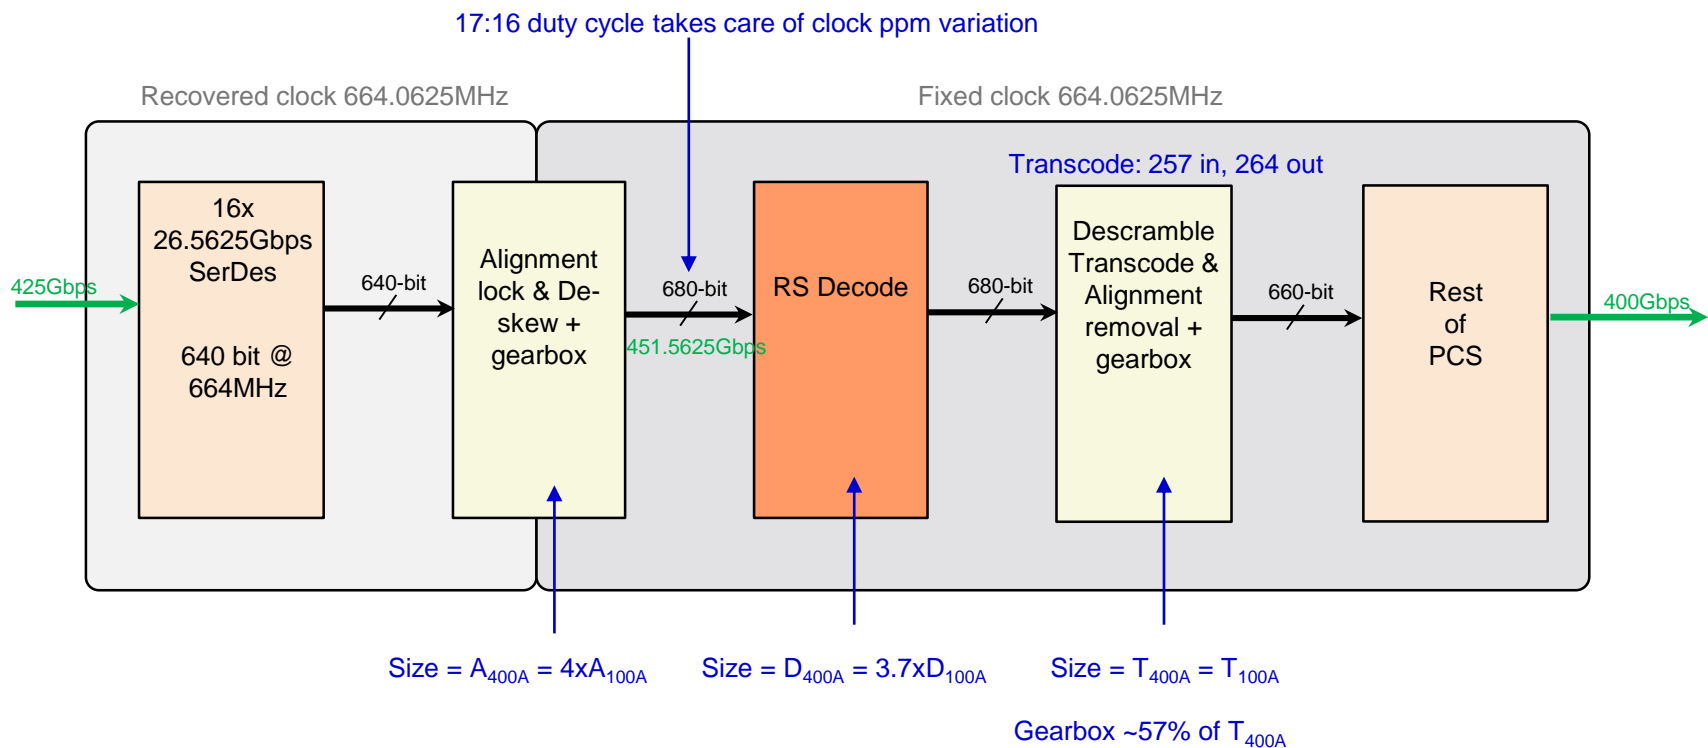 17:16 duty cycle takes care of clock ppm variation
Recovered clock 664.0625MHz
Fixed clock 664.0625MHz
Transcode: 257 in, 264 out
425Gbps
16x
26.5625Gbps
SerDes
640 bit @
664MHz
640-bit
Alignment
lock & De-
skew +
gearbox
680-bit
451.5625Gbps
RS Decode
680-bit
Descramble
Transcode &
Alignment
removal +
gearbox
660-bit
Rest
of
PCS
400Gbps
Size = A400A = 4xA100A
Size = D400A = 3.7xD100A
Size = T400A = T100A
Gearbox ~57% of T400A